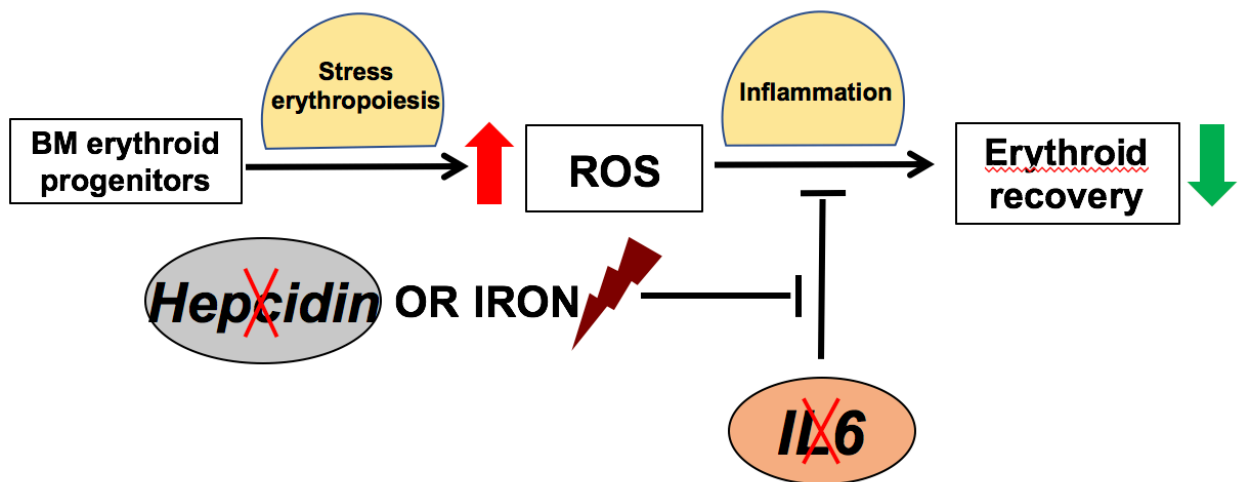 Stress
erythropoiesis
Inflammation
BM erythroid
progenitors
ROS
Erythroid
recovery
Hepcidin OR IRON
IL6